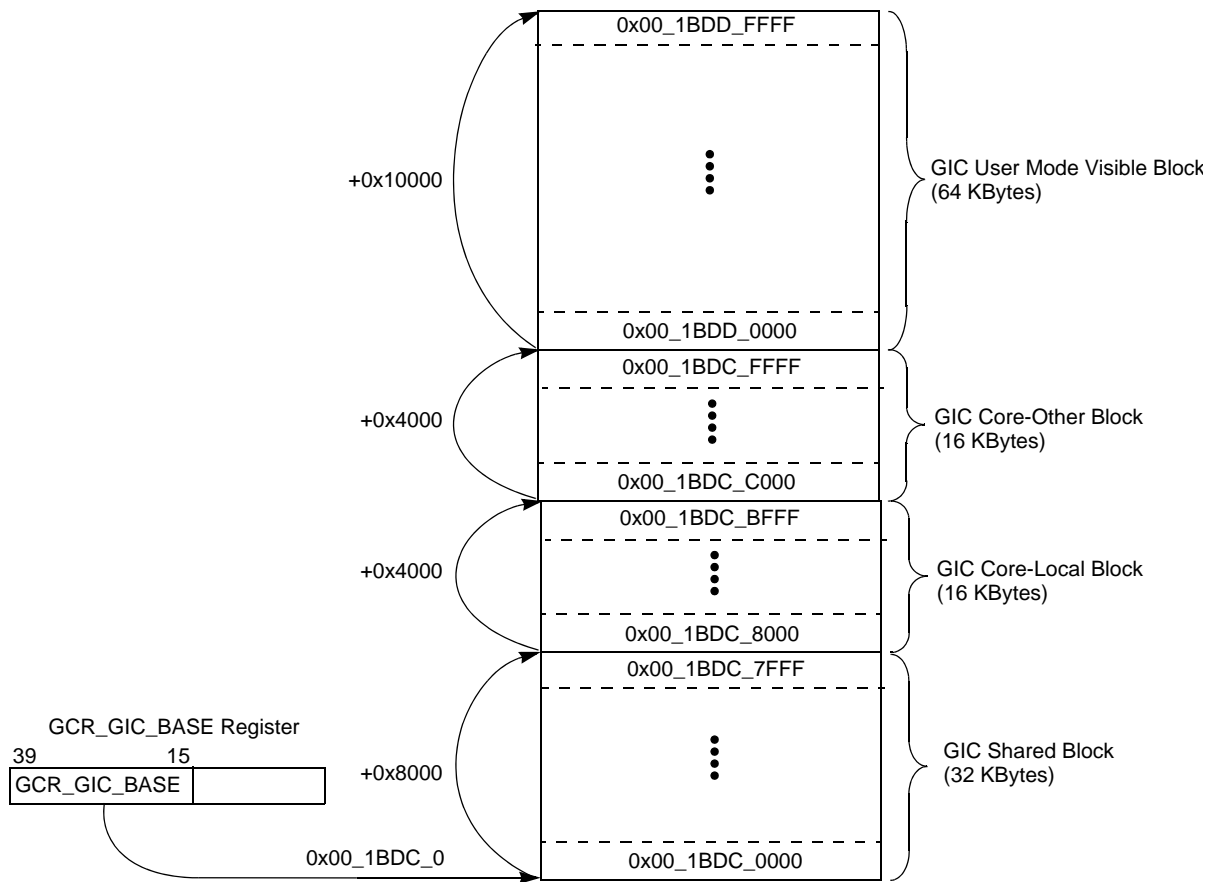 0x00_1BDD_FFFF
+0x10000
GIC User Mode Visible Block
(64 KBytes)
0x00_1BDD_0000
0x00_1BDC_FFFF
+0x4000
GIC Core-Other Block
(16 KBytes)
0x00_1BDC_C000
0x00_1BDC_BFFF
+0x4000
GIC Core-Local Block
(16 KBytes)
0x00_1BDC_8000
0x00_1BDC_7FFF
GCR_GIC_BASE Register
39 15
GCR_GIC_BASE
+0x8000
GIC Shared Block
(32 KBytes)
0x00_1BDC_0
0x00_1BDC_0000